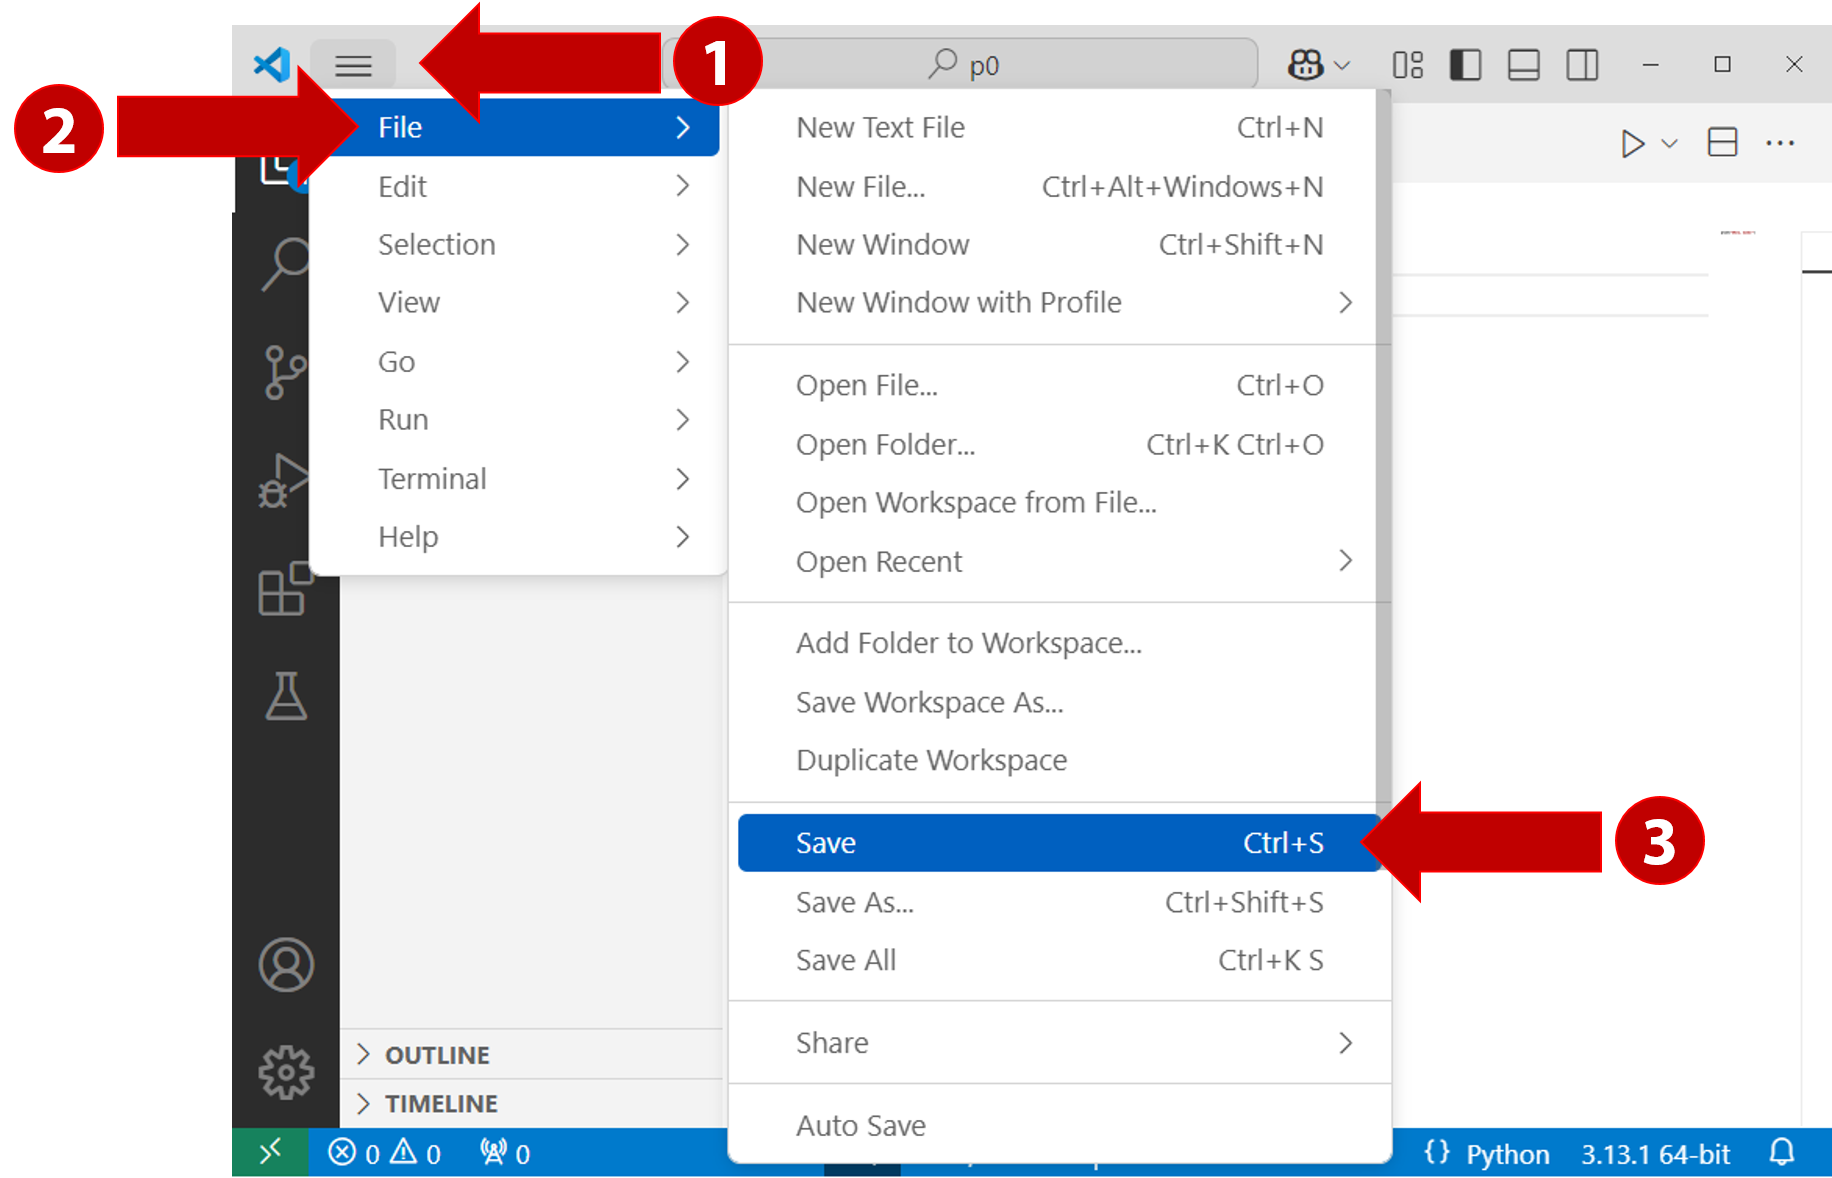 1
p0
2
File
Edit
Selection
View
Go
Run
Terminal
Help
New Text File Ctrl+N
New File... Ctrl+Alt+Windows+N
New Window Ctrl+Shift+N
New Window with Profile
Open File... Ctrl+O
Open Folder... Ctrl+K Ctrl+O
Open Workspace from File...
Open Recent
Add Folder to Workspace...
Save Workspace As...
Duplicate Workspace
Save Ctrl+S
3
Save As... Ctrl+Shift+S
Save All Ctrl+K S
Share
Auto Save
OUTLINE
TIMELINE
0 0 0
{} Python 3.13.1 64-bit